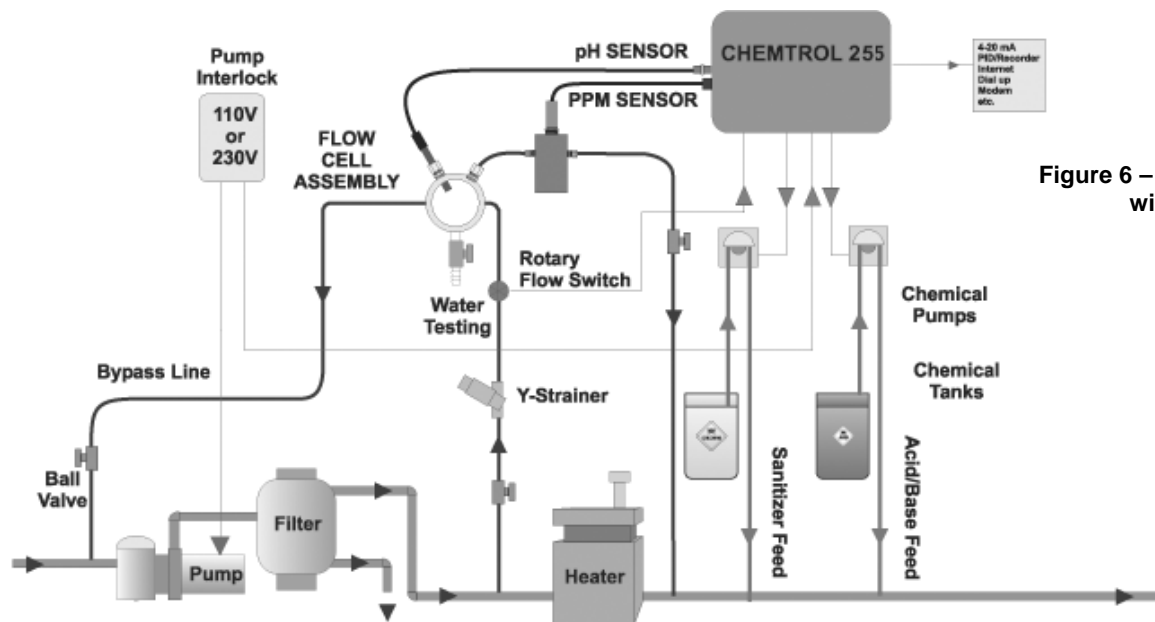 pH SENSOR
CHEMTROL 255
4-20 mA
PID/Recorder
Internet
Dial up
Modem
etc.
Pump
Interlock
PPM SENSOR
110V
or
230V
FLOW
CELL
ASSEMBLY
Figure 6 –
wi
Rotary
Flow Switch
Water
Testing
Chemical
Pumps
Bypass Line
Chemical
Tanks
Y-Strainer
Ball
Valve
Sanitizer Feed
Acid/Base Feed
Filter
Pump
Heater